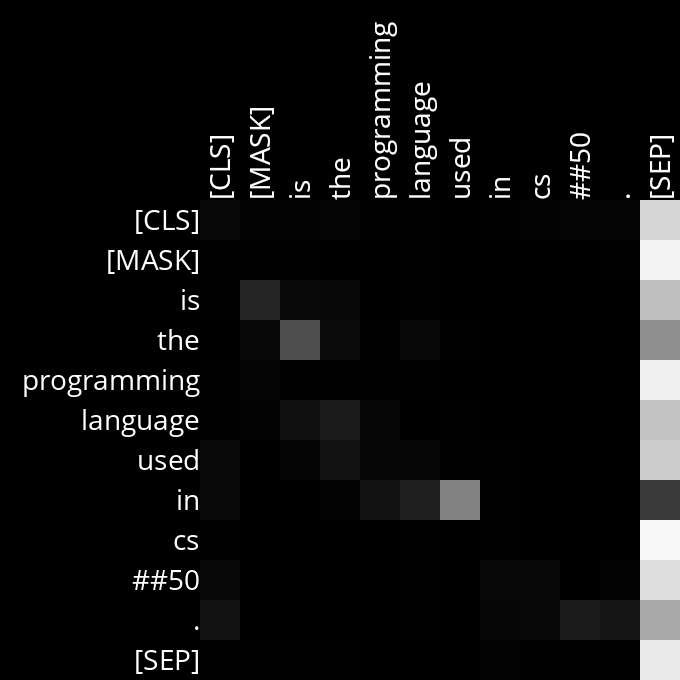 [CLS]
[MASK]
is
the
programming
language
used
in
cs
##50
.
[SEP]
[CLS]
[MASK]
is
the
programming
language
used
in
cs
##50
.
[SEP]